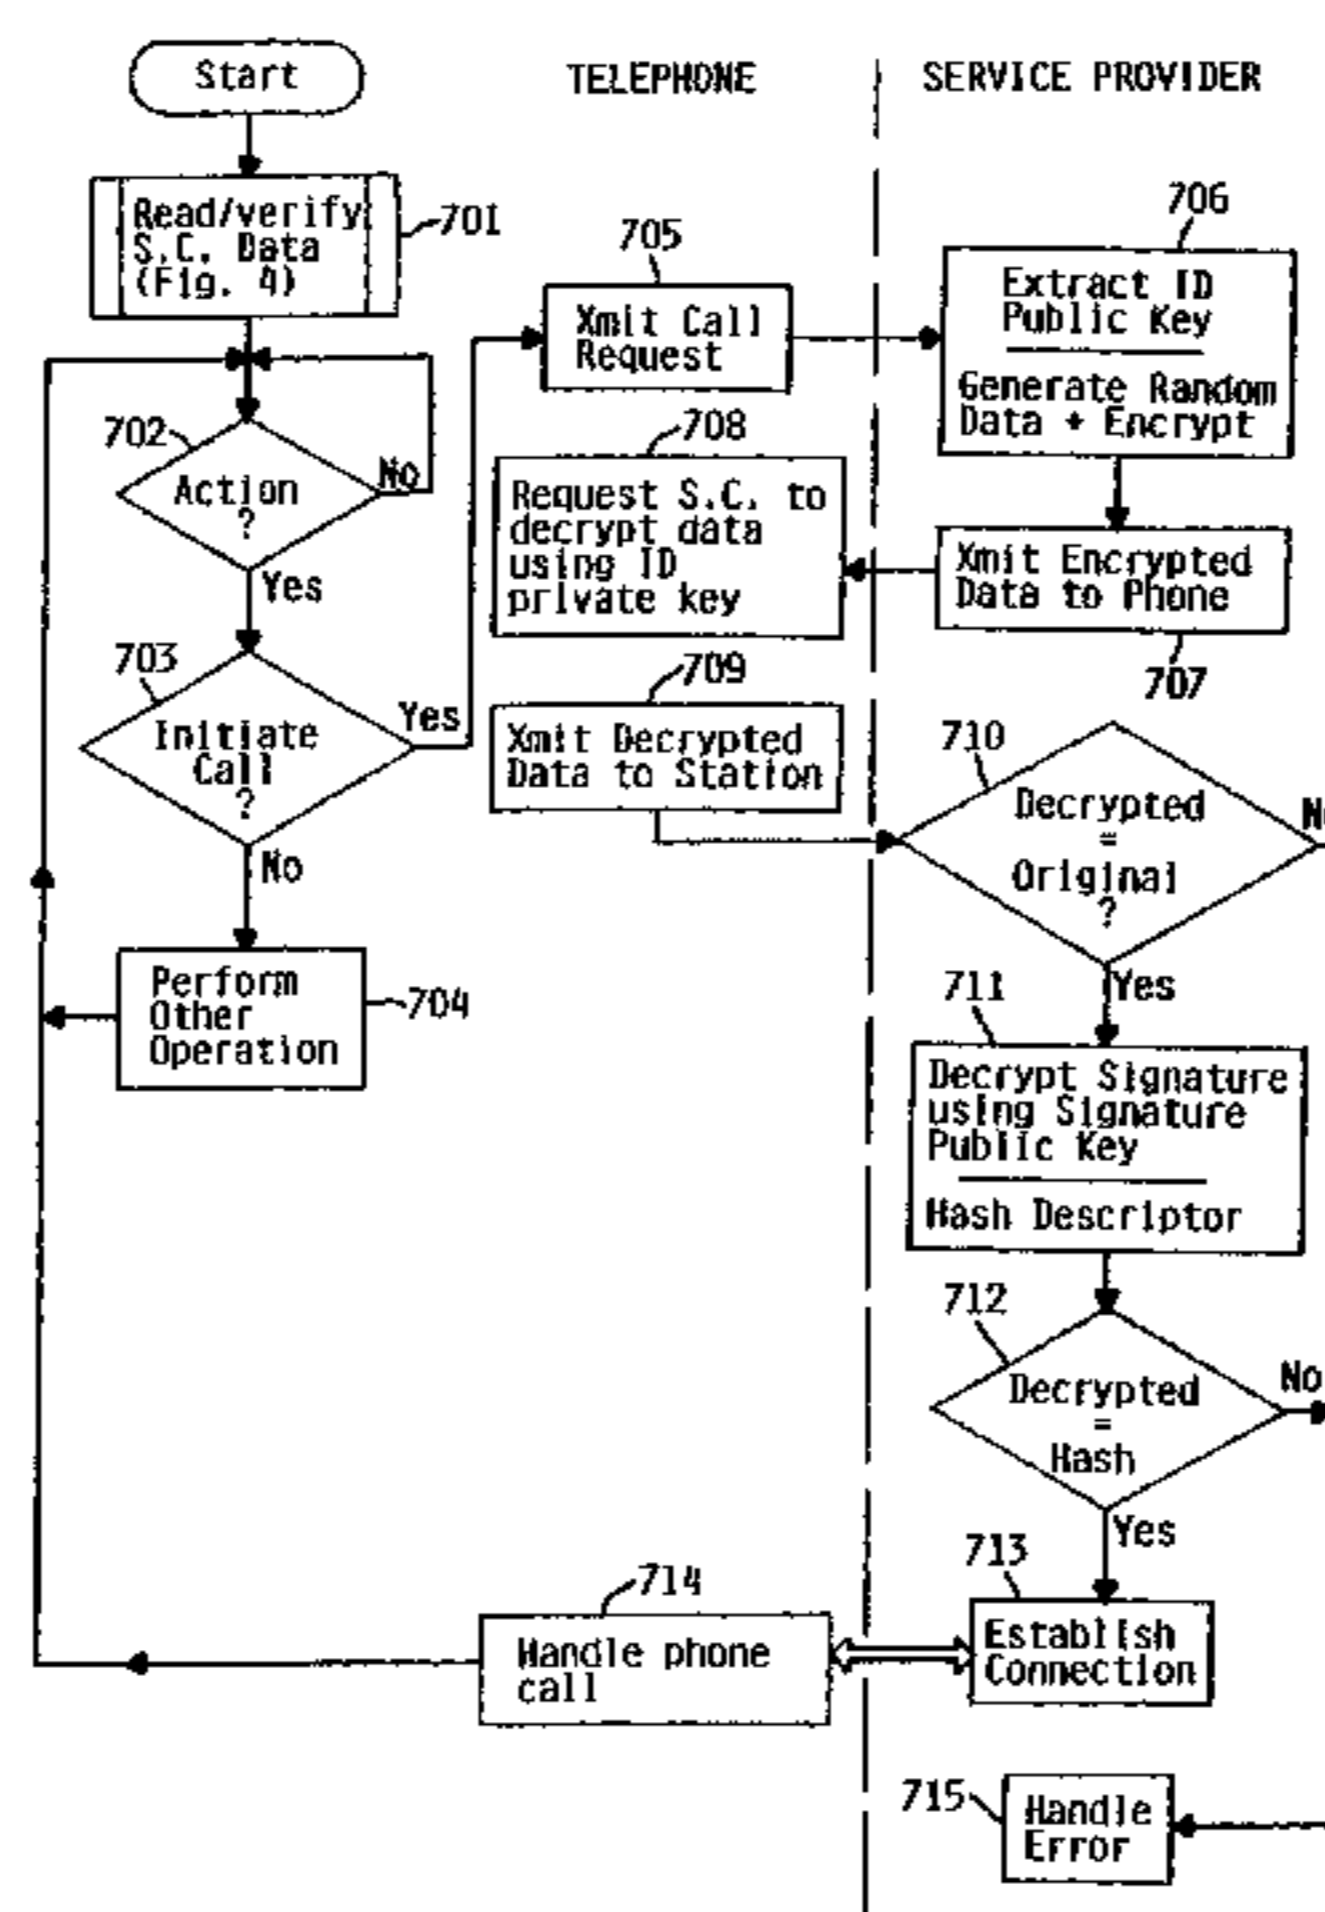 Start
TELEPHONE
SERVICE PROVIDER
Read/verify
S.C. Data
(Fig. 4)
701
702
Action
?
No
Yes
703
Initiate
Call
?
Yes
No
Perform
Other
Operation
704
705
Xmit Call
Request
706
Extract ID
Public Key
Generate Random
Data + Encrypt
Xmit Encrypted
Data to Phone
707
708
Request S.C. to
decrypt data
using ID
private key
709
Xmit Decrypted
Data to Station
710
Decrypted
=
Original
?
Yes
711
Decrypt Signature
using Signature
Public Key
Hash Descriptor
712
Decrypted
=
Hash
No
Yes
713
Establish
Connection
714
Handle phone
call
715
Handle
Error